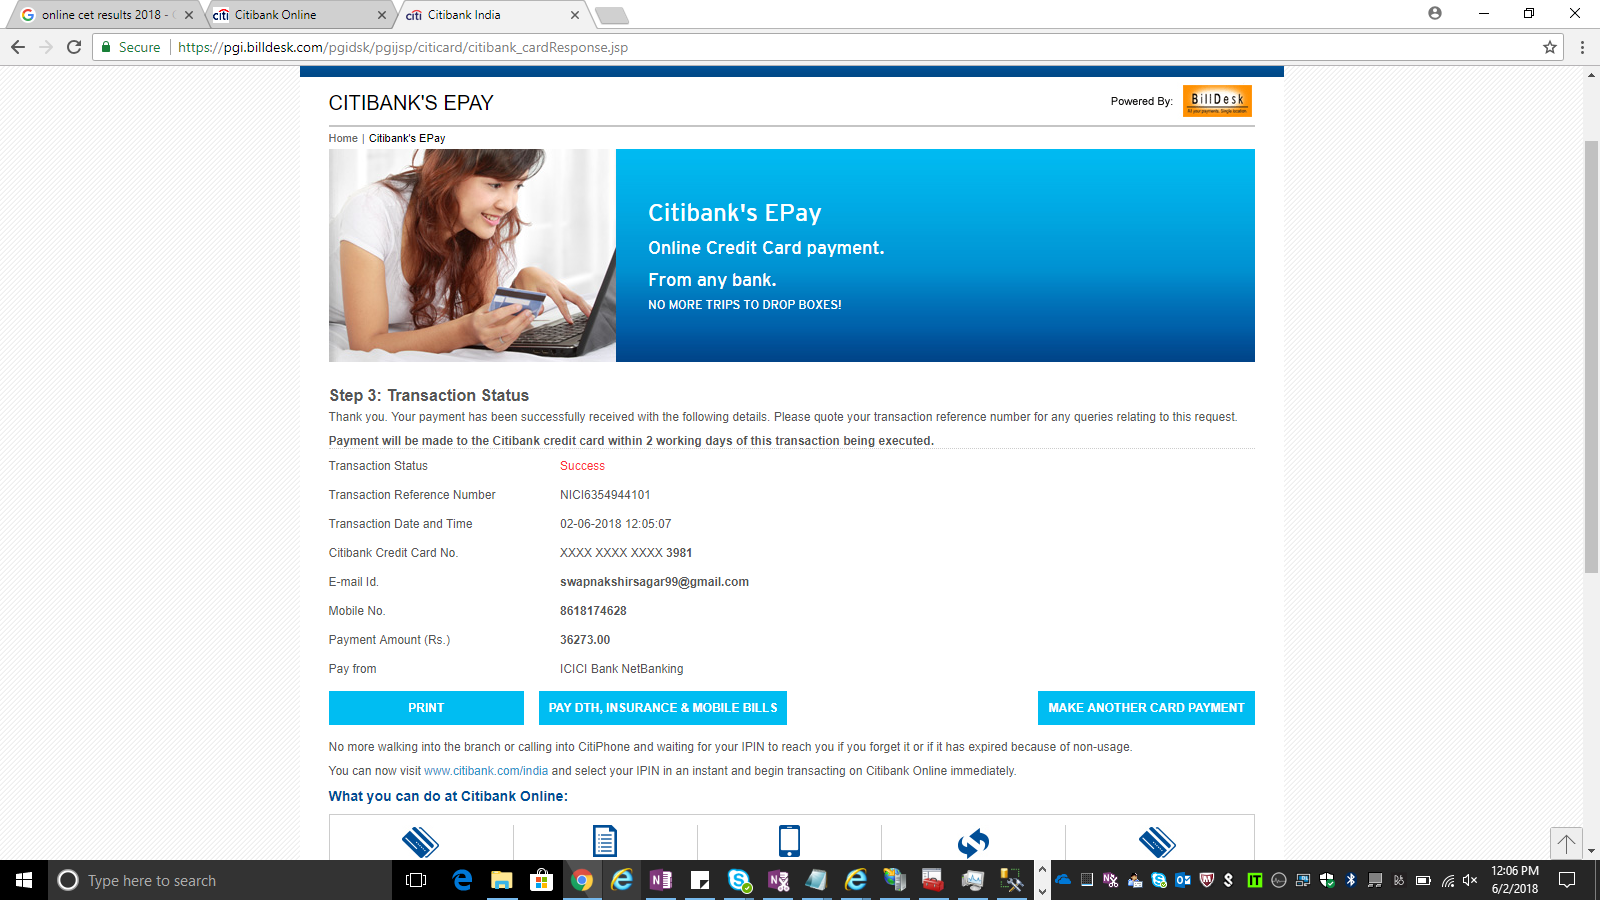 online cet results 2018 -
citi Citibank Online
citi Citibank India
Secure https://pgi.billdesk.com/pgidsk/pgijsp/citicard/citibank_cardResponse.jsp
CITIBANK'S EPAY
Powered By: BillDesk
Home | Citibank's EPay
Citibank's EPay
Online Credit Card payment.
From any bank.
NO MORE TRIPS TO DROP BOXES!
Step 3: Transaction Status
Thank you. Your payment has been successfully received with the following details. Please quote your transaction reference number for any queries relating to this request.
Payment will be made to the Citibank credit card within 2 working days of this transaction being executed.
Transaction Status Success
Transaction Reference Number NICI6354944101
Transaction Date and Time 02-06-2018 12:05:07
Citibank Credit Card No. XXXX XXXX XXXX 3981
E-mail Id. swapnakshirsagar99@gmail.com
Mobile No. 8618174628
Payment Amount (Rs.) 36273.00
Pay from ICICI Bank NetBanking
PRINT PAY DTH, INSURANCE & MOBILE BILLS MAKE ANOTHER CARD PAYMENT
No more walking into the branch or calling into CitiPhone and waiting for your IPIN to reach you if you forget it or if it has expired because of non-usage.
You can now visit www.citibank.com/india and select your IPIN in an instant and begin transacting on Citibank Online immediately.
What you can do at Citibank Online:
Type here to search
12:06 PM
6/2/2018